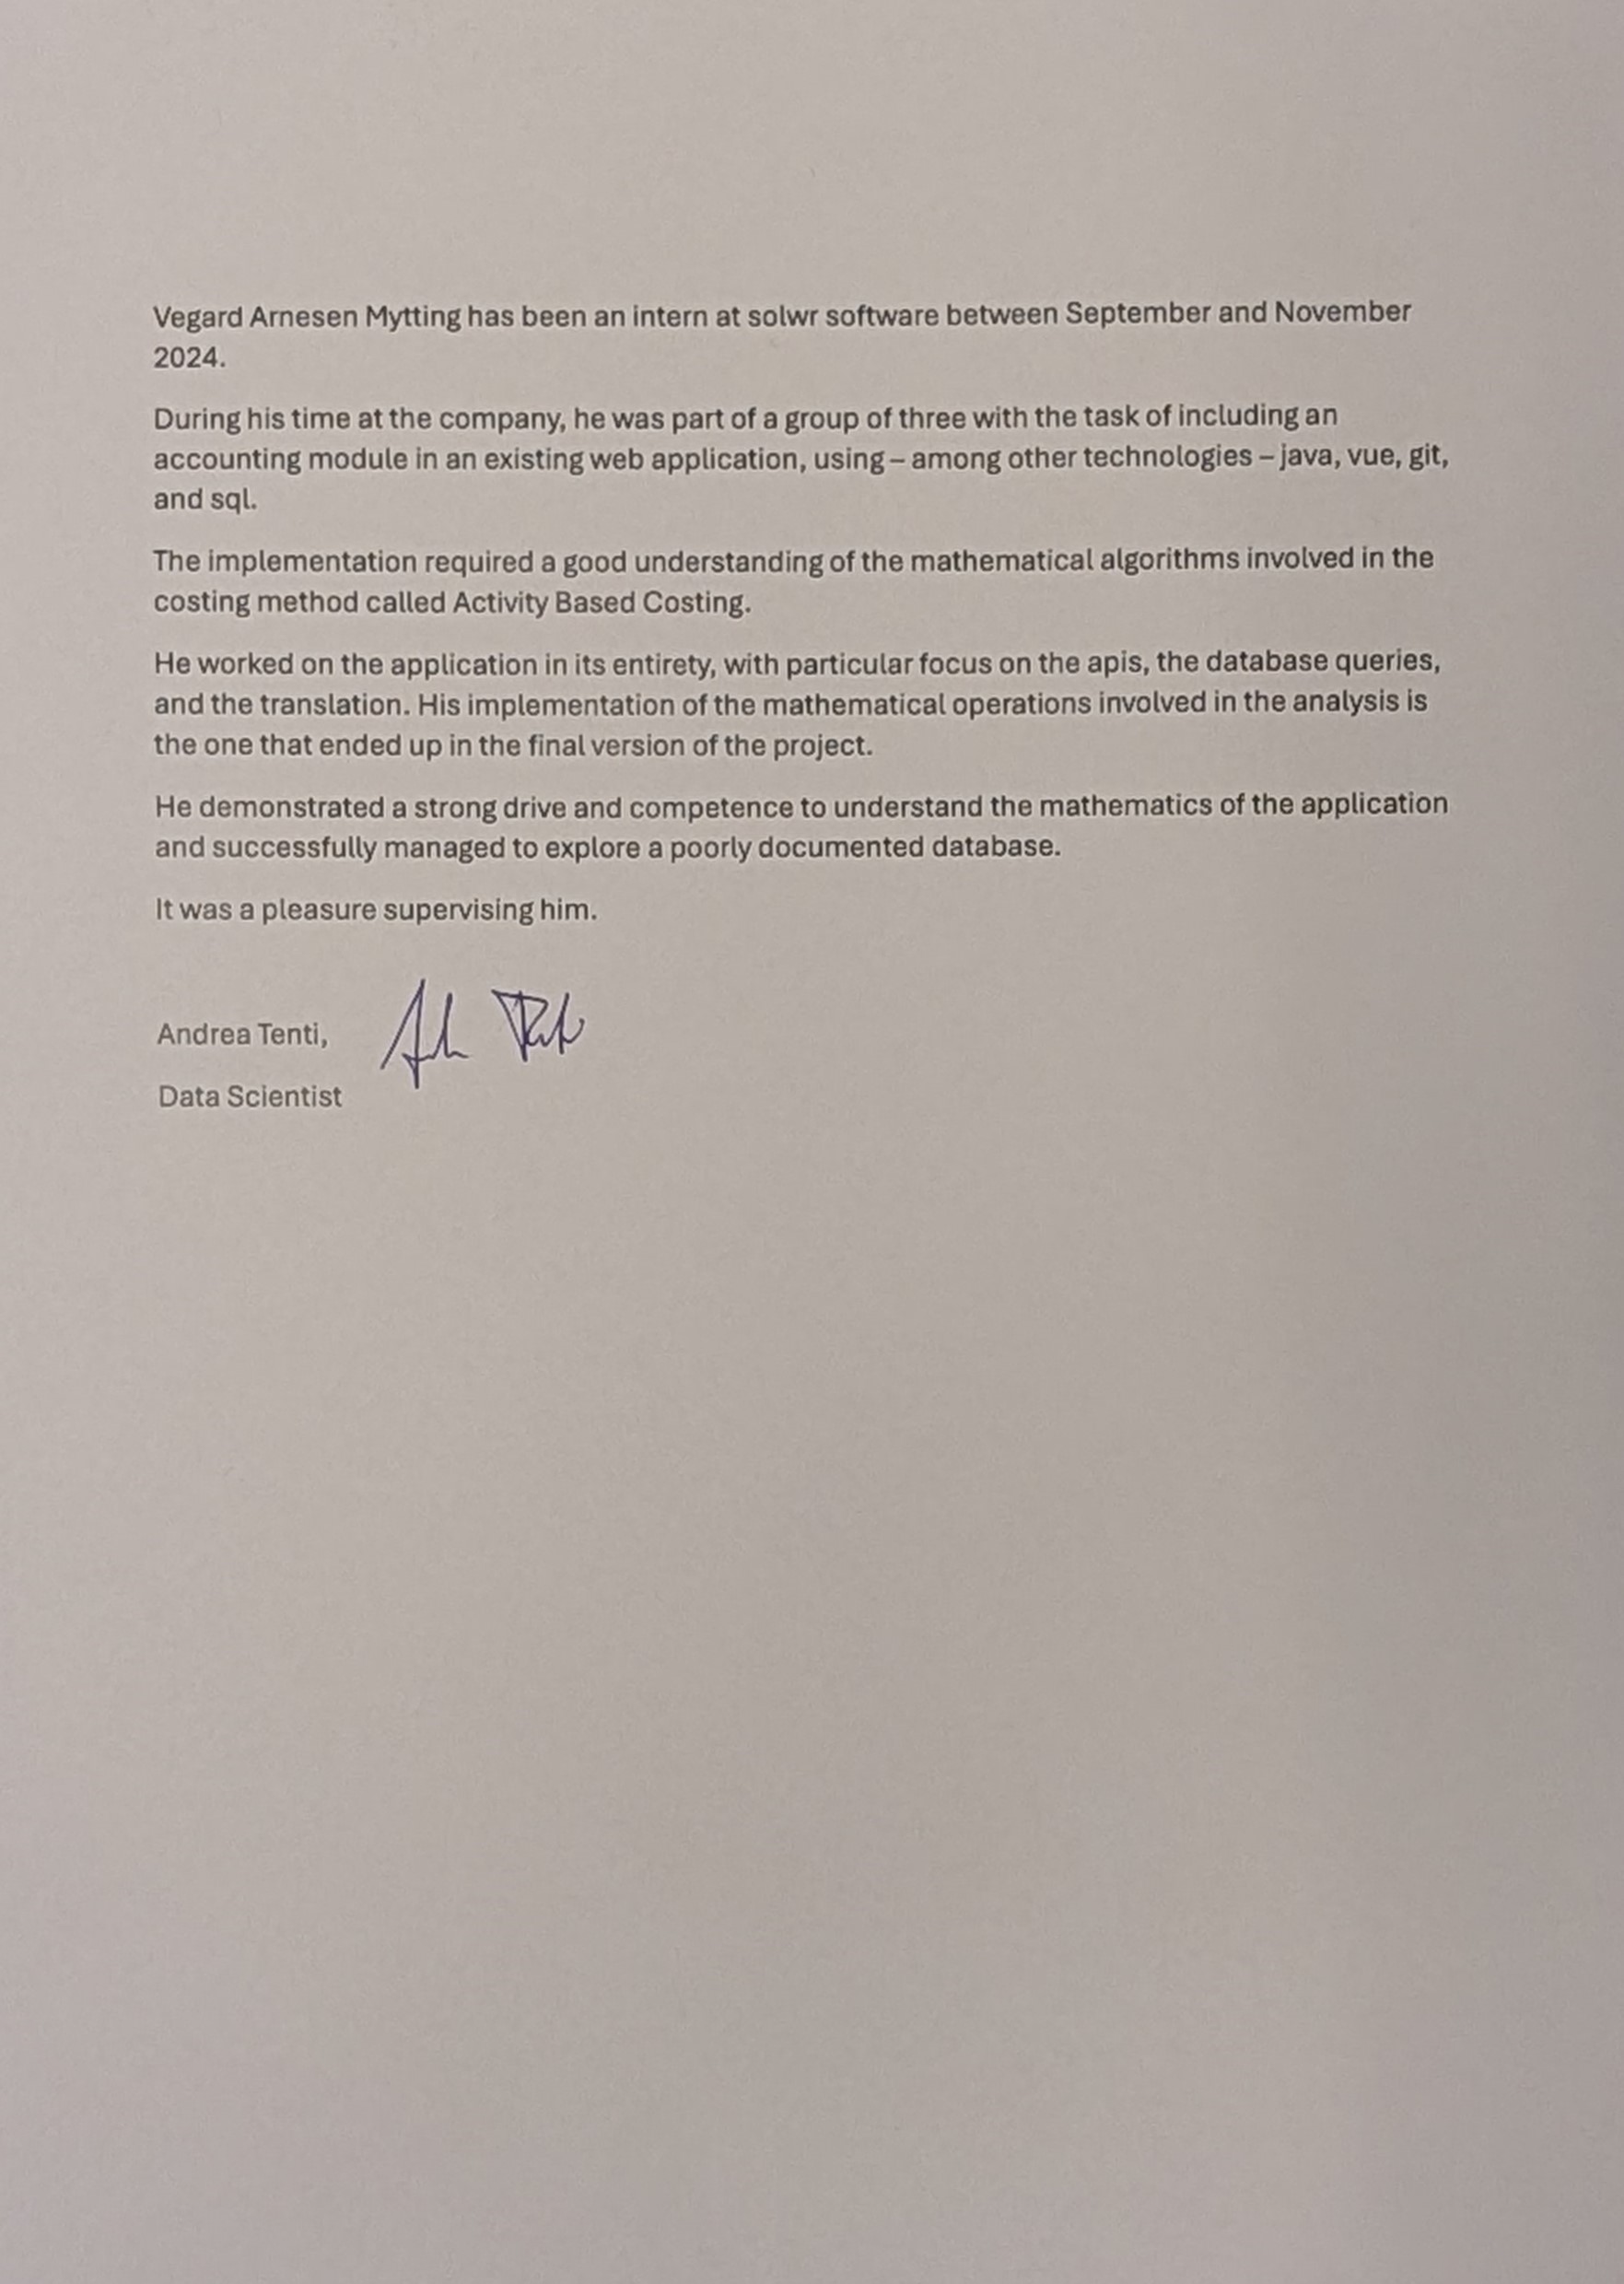 Vegard Arnesen Mytting has been an intern at solwr software between September and November
2024.
During his time at the company, he was part of a group of three with the task of including an
accounting module in an existing web application, using – among other technologies – java, vue, git,
and sql.
The implementation required a good understanding of the mathematical algorithms involved in the
costing method called Activity Based Costing.
He worked on the application in its entirety, with particular focus on the apis, the database queries,
and the translation. His implementation of the mathematical operations involved in the analysis is
the one that ended up in the final version of the project.
He demonstrated a strong drive and competence to understand the mathematics of the application
and successfully managed to explore a poorly documented database.
It was a pleasure supervising him.
Andrea Tenti,
Data Scientist